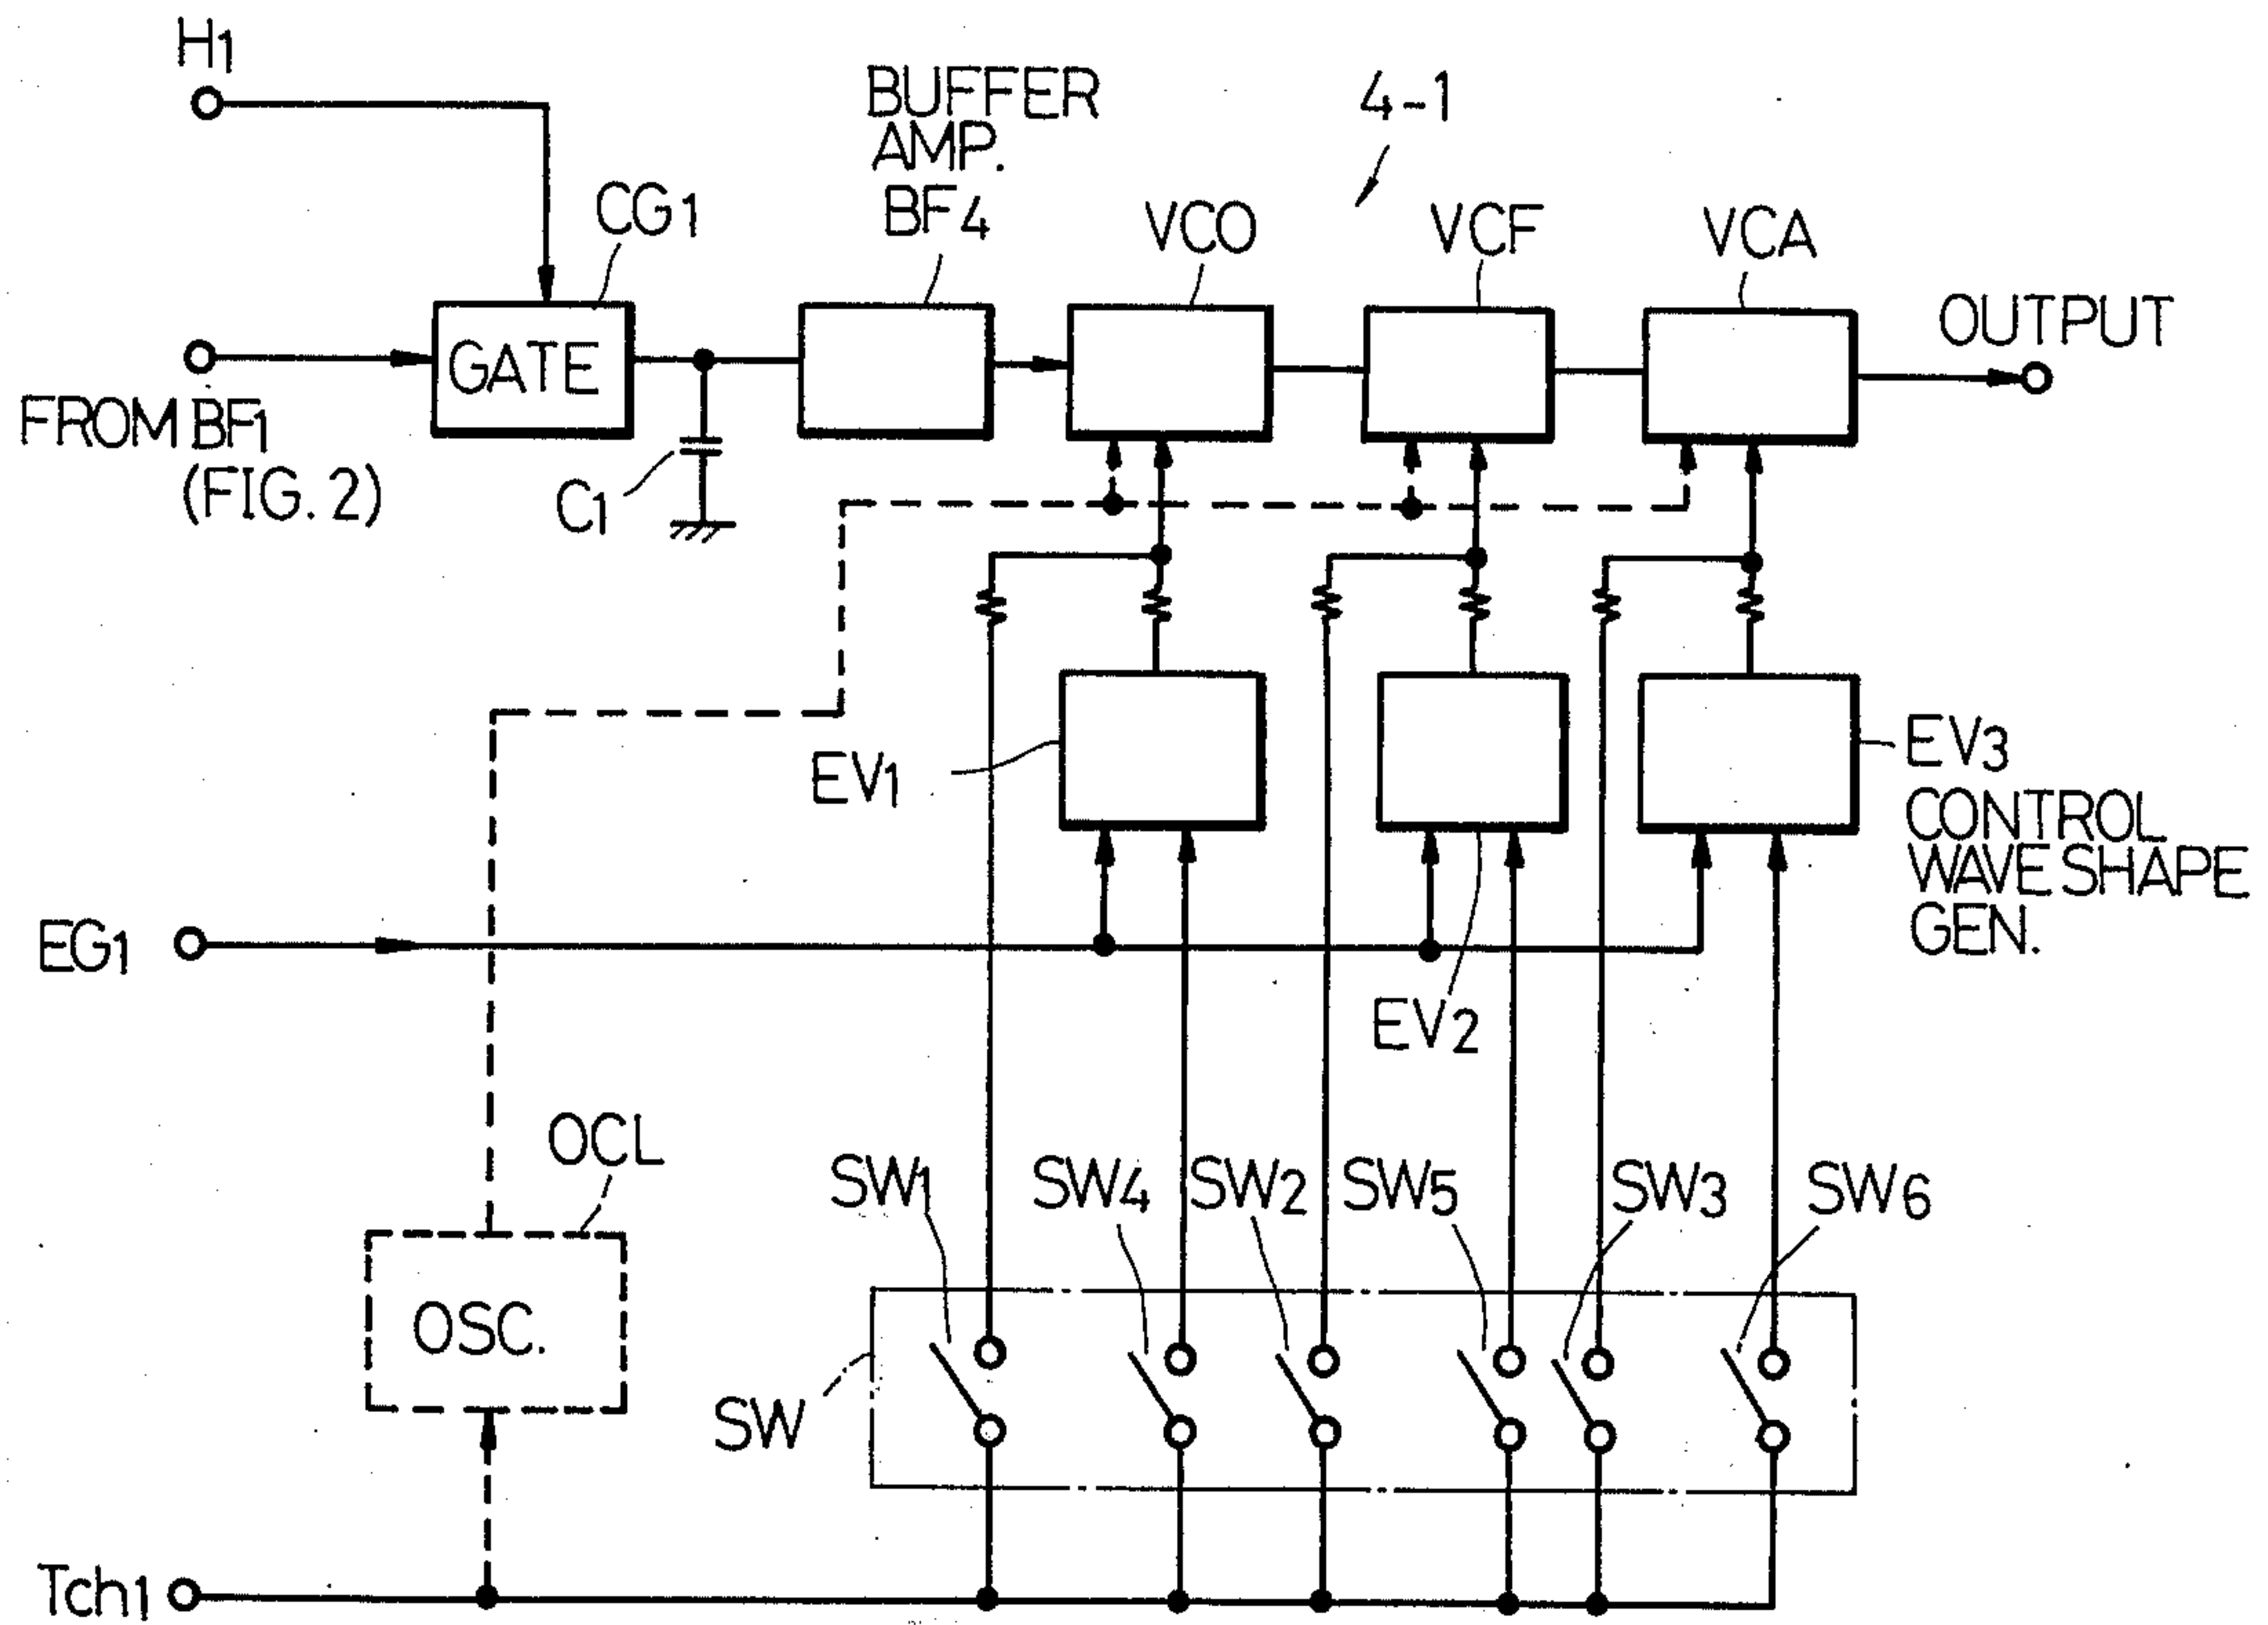 H1
BUFFER
AMP.
BF4
4-1
CG1
VCO
VCF
VCA
OUTPUT
GATE
FROM BF1
(FIG. 2)
C1
EV1
EV3
CONTROL
WAVE SHAPE
GEN.
EG1
EV2
OCL
SW1
SW4
SW2
SW5
SW3
SW6
OSC.
SW
Tch1